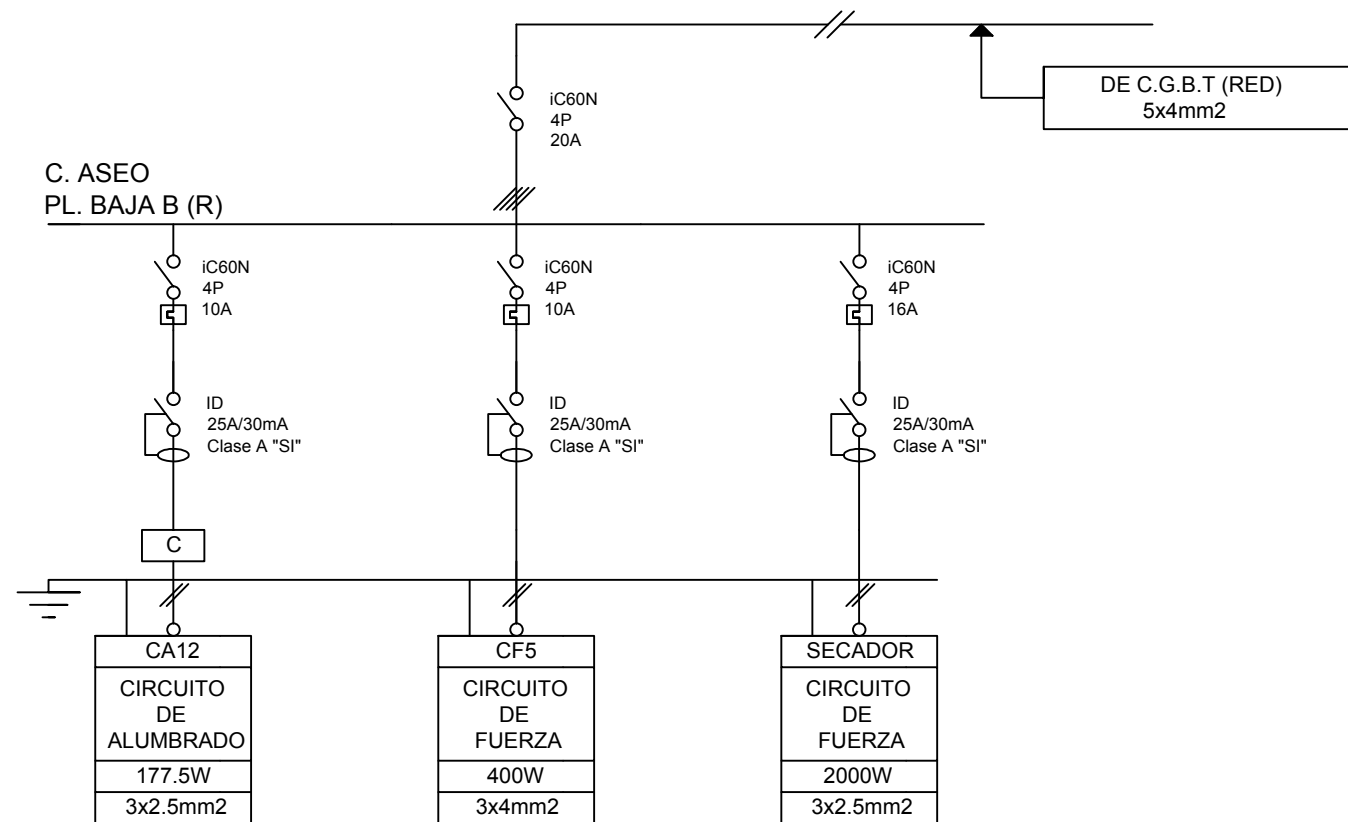 DE C.G.B.T (RED)
5x4mm2
iC60N
4P
20A
C. ASEO
PL. BAJA B (R)
iC60N
4P
10A
iC60N
4P
10A
iC60N
4P
16A
ID
25A/30mA
Clase A "SI"
ID
25A/30mA
Clase A "SI"
ID
25A/30mA
Clase A "SI"
C
CA12
CIRCUITO
DE
ALUMBRADO
177.5W
3x2.5mm2
CF5
CIRCUITO
DE
FUERZA
400W
3x4mm2
SECADOR
CIRCUITO
DE
FUERZA
2000W
3x2.5mm2